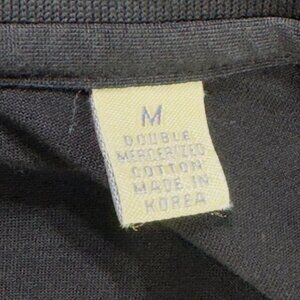 M
DOUBLE
MERCERIZED
COTTON
MADE IN
KOREA